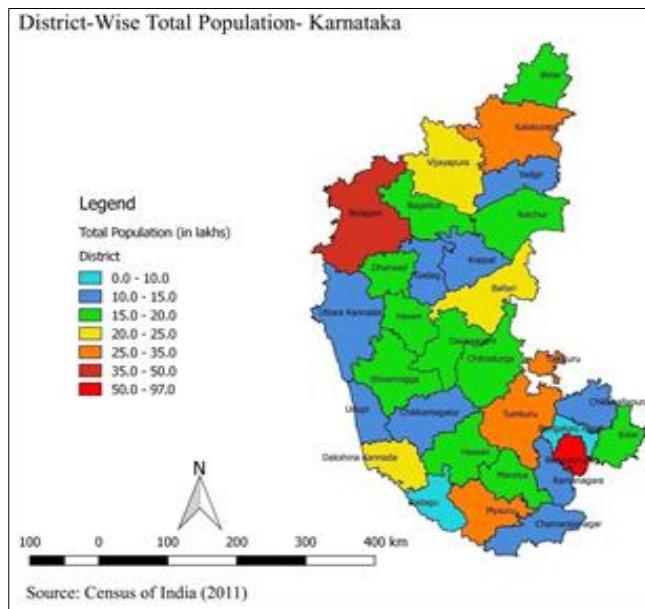 District-Wise Total Population- Karnataka
Bidar
Kalaburagi
Vijayapura
Yadgir
Belagavi
Bagalkot
Raichur
Dharwad
Gadag
Koppal
Ballari
Uttara Kannada
Haveri
Davanagere
Chitradurga
Shivamogga
Tumkuru
Udupi
Chikkamagalur
Tumkuru
Chikkaballapura
Kolar
Dakshina Kannada
Hassan
Mandya
Ramanagara
Kodagu
Mysuru
Chamarajnagar
Legend
Total Population (in lakhs)
District
0.0 - 10.0
10.0 - 15.0
15.0 - 20.0
20.0 - 25.0
25.0 - 35.0
35.0 - 50.0
50.0 - 97.0
N
100 0 100 200 300 400 km
Source: Census of India (2011)